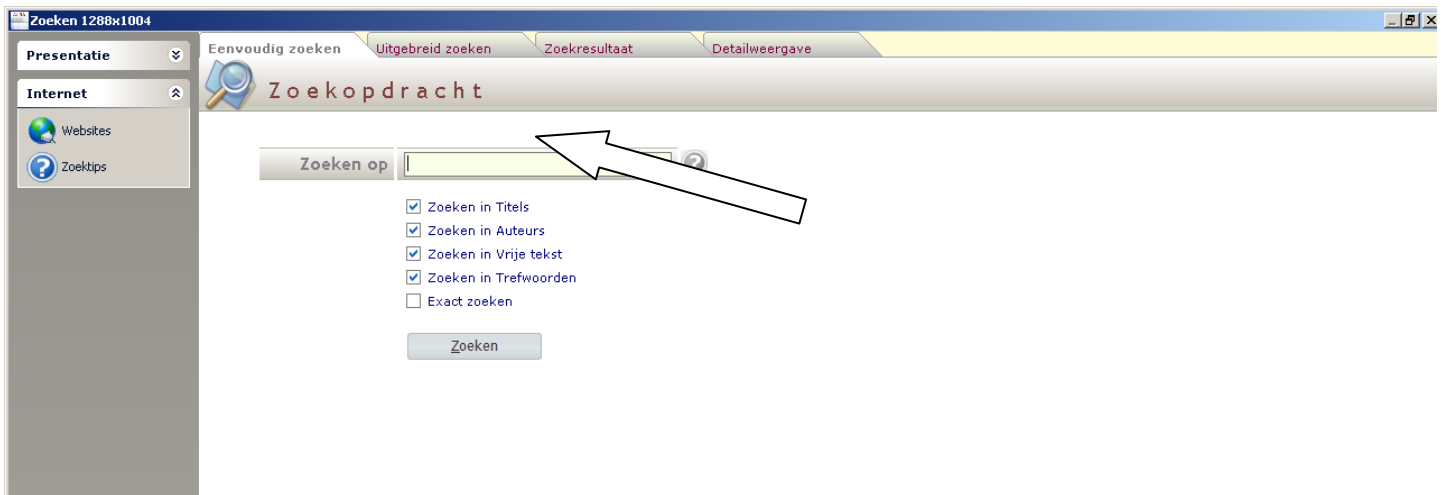 Zoeken 1288x1004
Presentatie
Internet
Websites
Zoektips
Eenvoudig zoeken
Uitgebreid zoeken
Zoekresultaat
Detailweergave
Zoekopdracht
Zoeken op
Zoeken in Titels
Zoeken in Auteurs
Zoeken in Vrije tekst
Zoeken in Trefwoorden
Exact zoeken
Zoeken